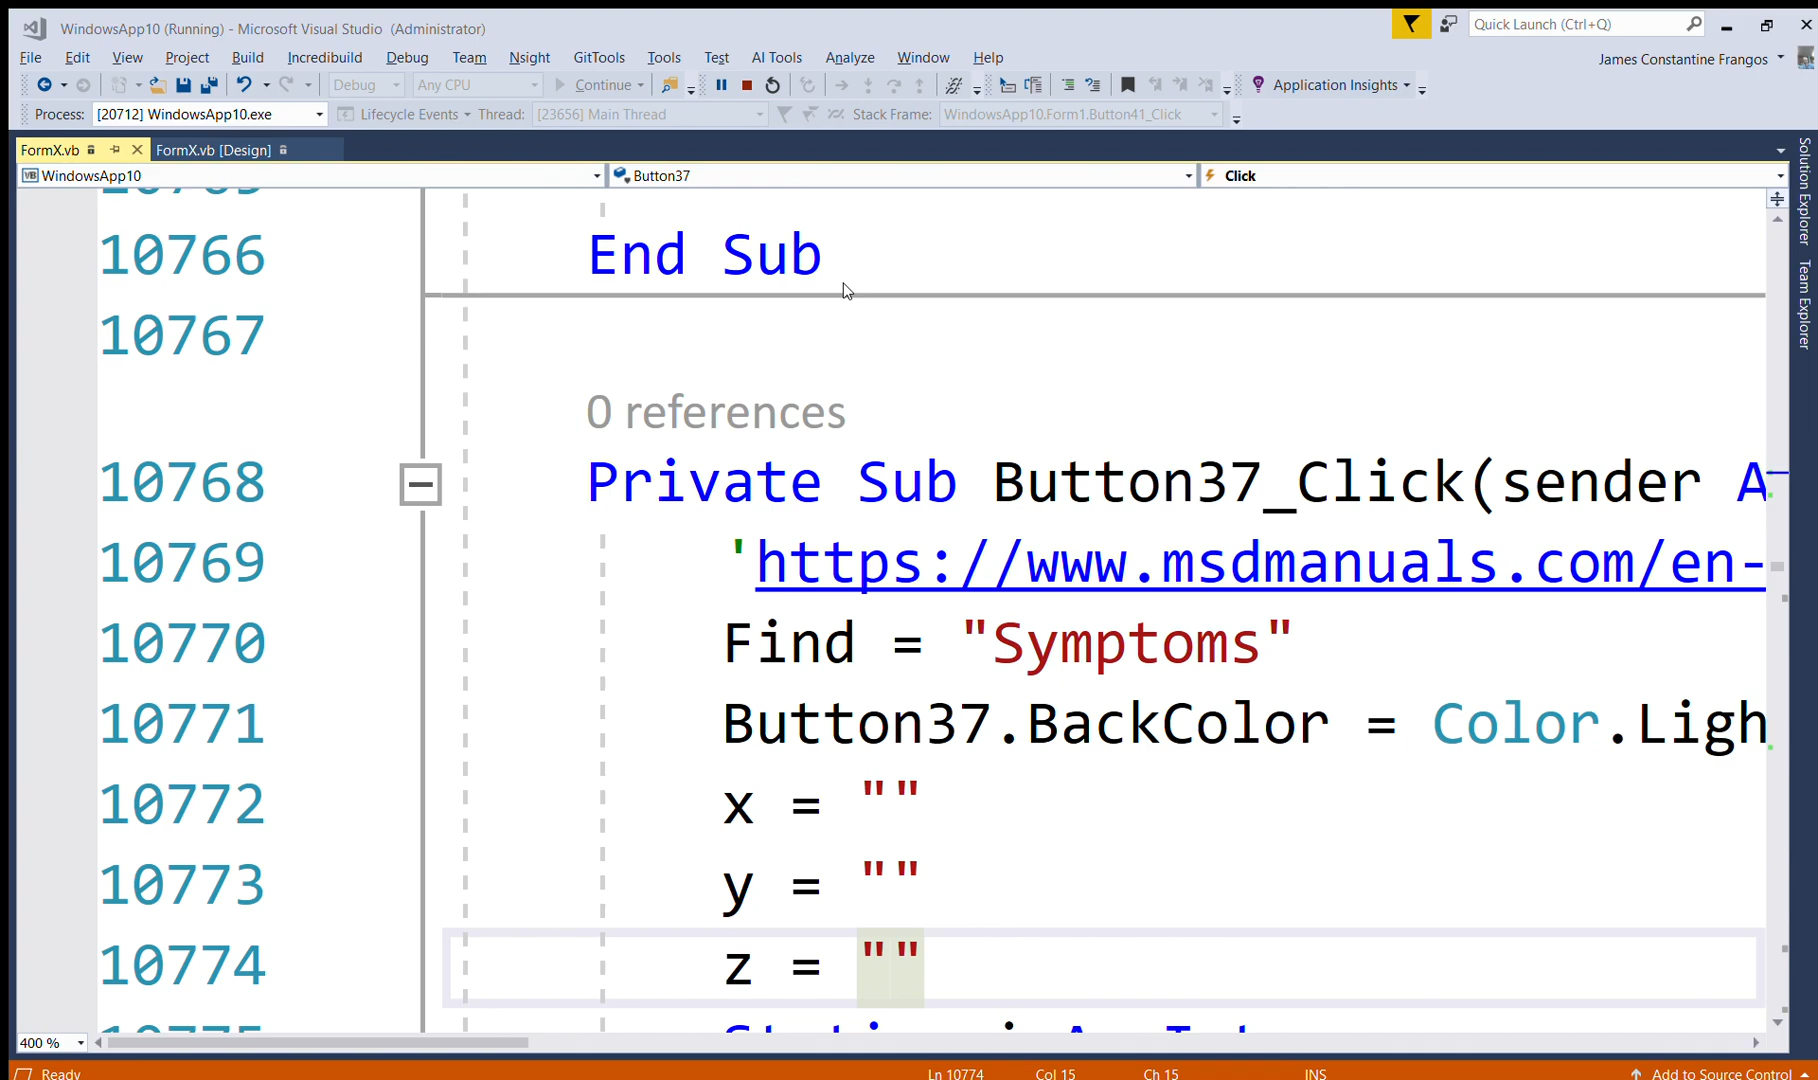 WindowsApp10 (Running) - Microsoft Visual Studio (Administrator)
Quick Launch (Ctrl+Q)
File Edit View Project Build Incredibuild Debug Team Nsight GitTools Tools Test AI Tools Analyze Window Help
James Constantine Frangos
Debug Any CPU Continue Application Insights
Process: [20712] WindowsApp10.exe Lifecycle Events Thread: [23656] Main Thread Stack Frame: WindowsApp10.Form1.Button41_Click
FormX.vb FormX.vb [Design]
VB WindowsApp10 Button37 Click
Solution Explorer
Team Explorer
10766 End Sub
10767
0 references
10768 Private Sub Button37_Click(sender A
10769 'https://www.msdmanuals.com/en-
10770 Find = "Symptoms"
10771 Button37.BackColor = Color.Ligh
10772 x = ""
10773 y = ""
10774 z = ""
400 %
Ready Ln 10774 Col 15 Ch 15 INS Add to Source Control